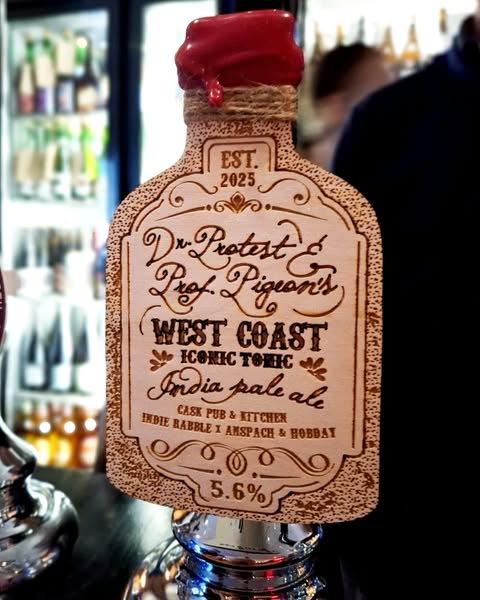 EST.
2025
Dr. Protest &
Prof. Pigeon's
WEST COAST
ICONIC TONIC
India pale ale
CASK PUB & KITCHEN
INDIE RABBLE X ANSPACH & HOBDAY
5.6%